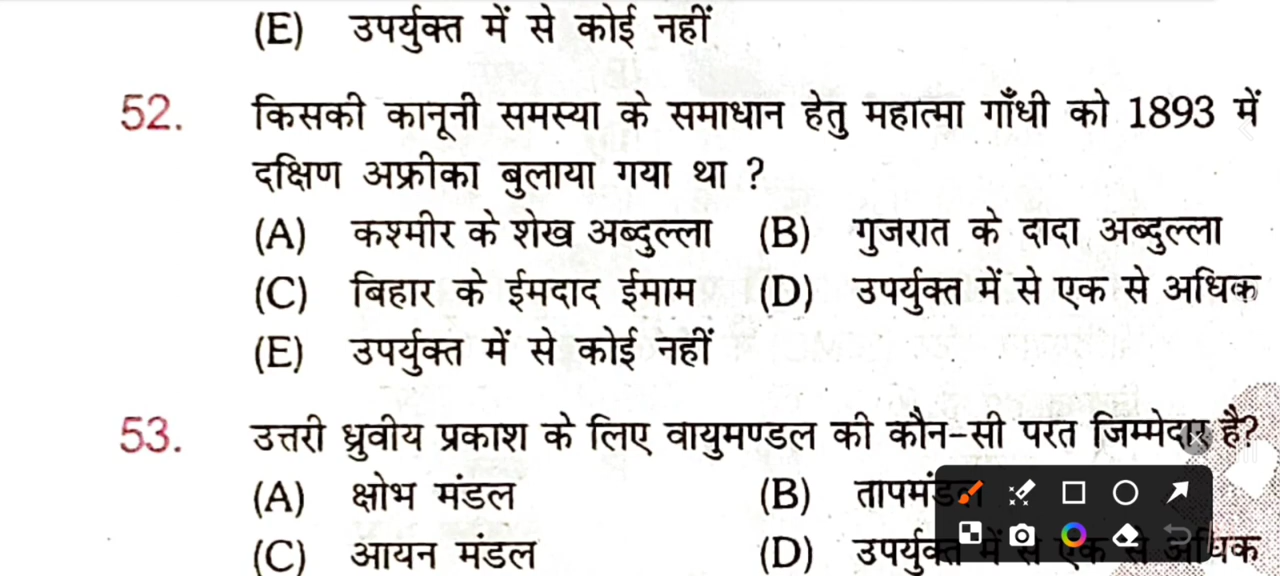 (E) उपर्युक्त में से कोई नहीं
52. किसकी कानूनी समस्या के समाधान हेतु महात्मा गाँधी को 1893 में
दक्षिण अफ्रीका बुलाया गया था ?
(A) कश्मीर के शेख अब्दुल्ला (B) गुजरात के दादा अब्दुल्ला
(C) बिहार के ईमदाद ईमाम (D) उपर्युक्त में से एक से अधिक
(E) उपर्युक्त में से कोई नहीं
53. उत्तरी ध्रुवीय प्रकाश के लिए वायुमण्डल की कौन-सी परत जिम्मेदार है?
(A) क्षोभ मंडल (B) तापमंडल
(C) आयन मंडल (D) उपर्युक्त में से एक से अधिक